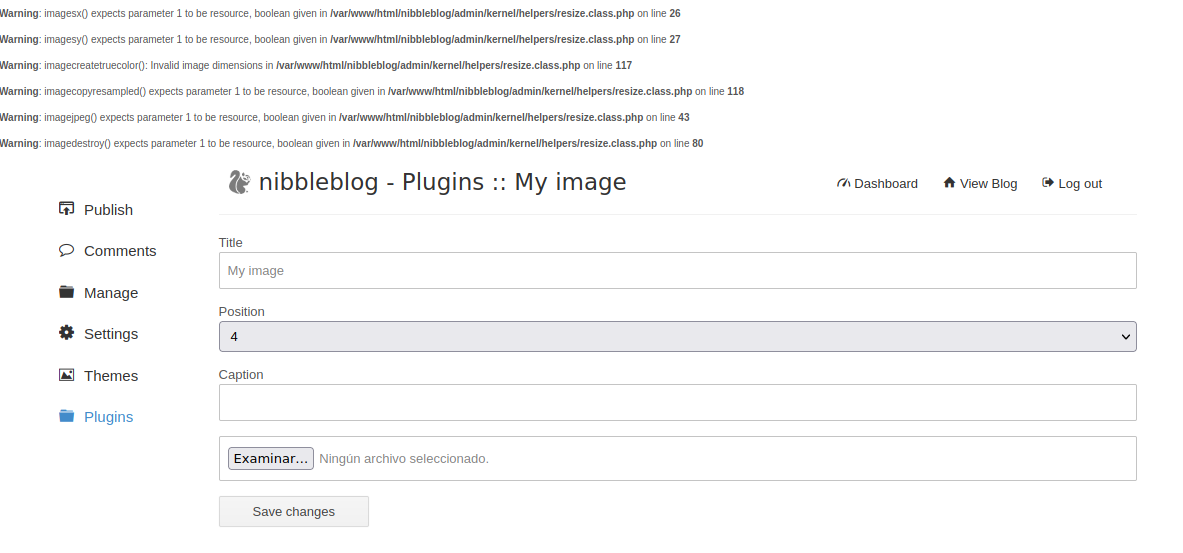 Warning: imagesx() expects parameter 1 to be resource, boolean given in /var/www/html/nibbleblog/admin/kernel/helpers/resize.class.php on line 26
Warning: imagesy() expects parameter 1 to be resource, boolean given in /var/www/html/nibbleblog/admin/kernel/helpers/resize.class.php on line 27
Warning: imagecreatetruecolor(): Invalid image dimensions in /var/www/html/nibbleblog/admin/kernel/helpers/resize.class.php on line 117
Warning: imagecopyresampled() expects parameter 1 to be resource, boolean given in /var/www/html/nibbleblog/admin/kernel/helpers/resize.class.php on line 118
Warning: imagejpeg() expects parameter 1 to be resource, boolean given in /var/www/html/nibbleblog/admin/kernel/helpers/resize.class.php on line 43
Warning: imagedestroy() expects parameter 1 to be resource, boolean given in /var/www/html/nibbleblog/admin/kernel/helpers/resize.class.php on line 80
nibbleblog - Plugins :: My image
Dashboard View Blog Log out
Publish
Comments
Manage
Settings
Themes
Plugins
Title
My image
Position
4
Caption
Examinar... Ningún archivo seleccionado.
Save changes